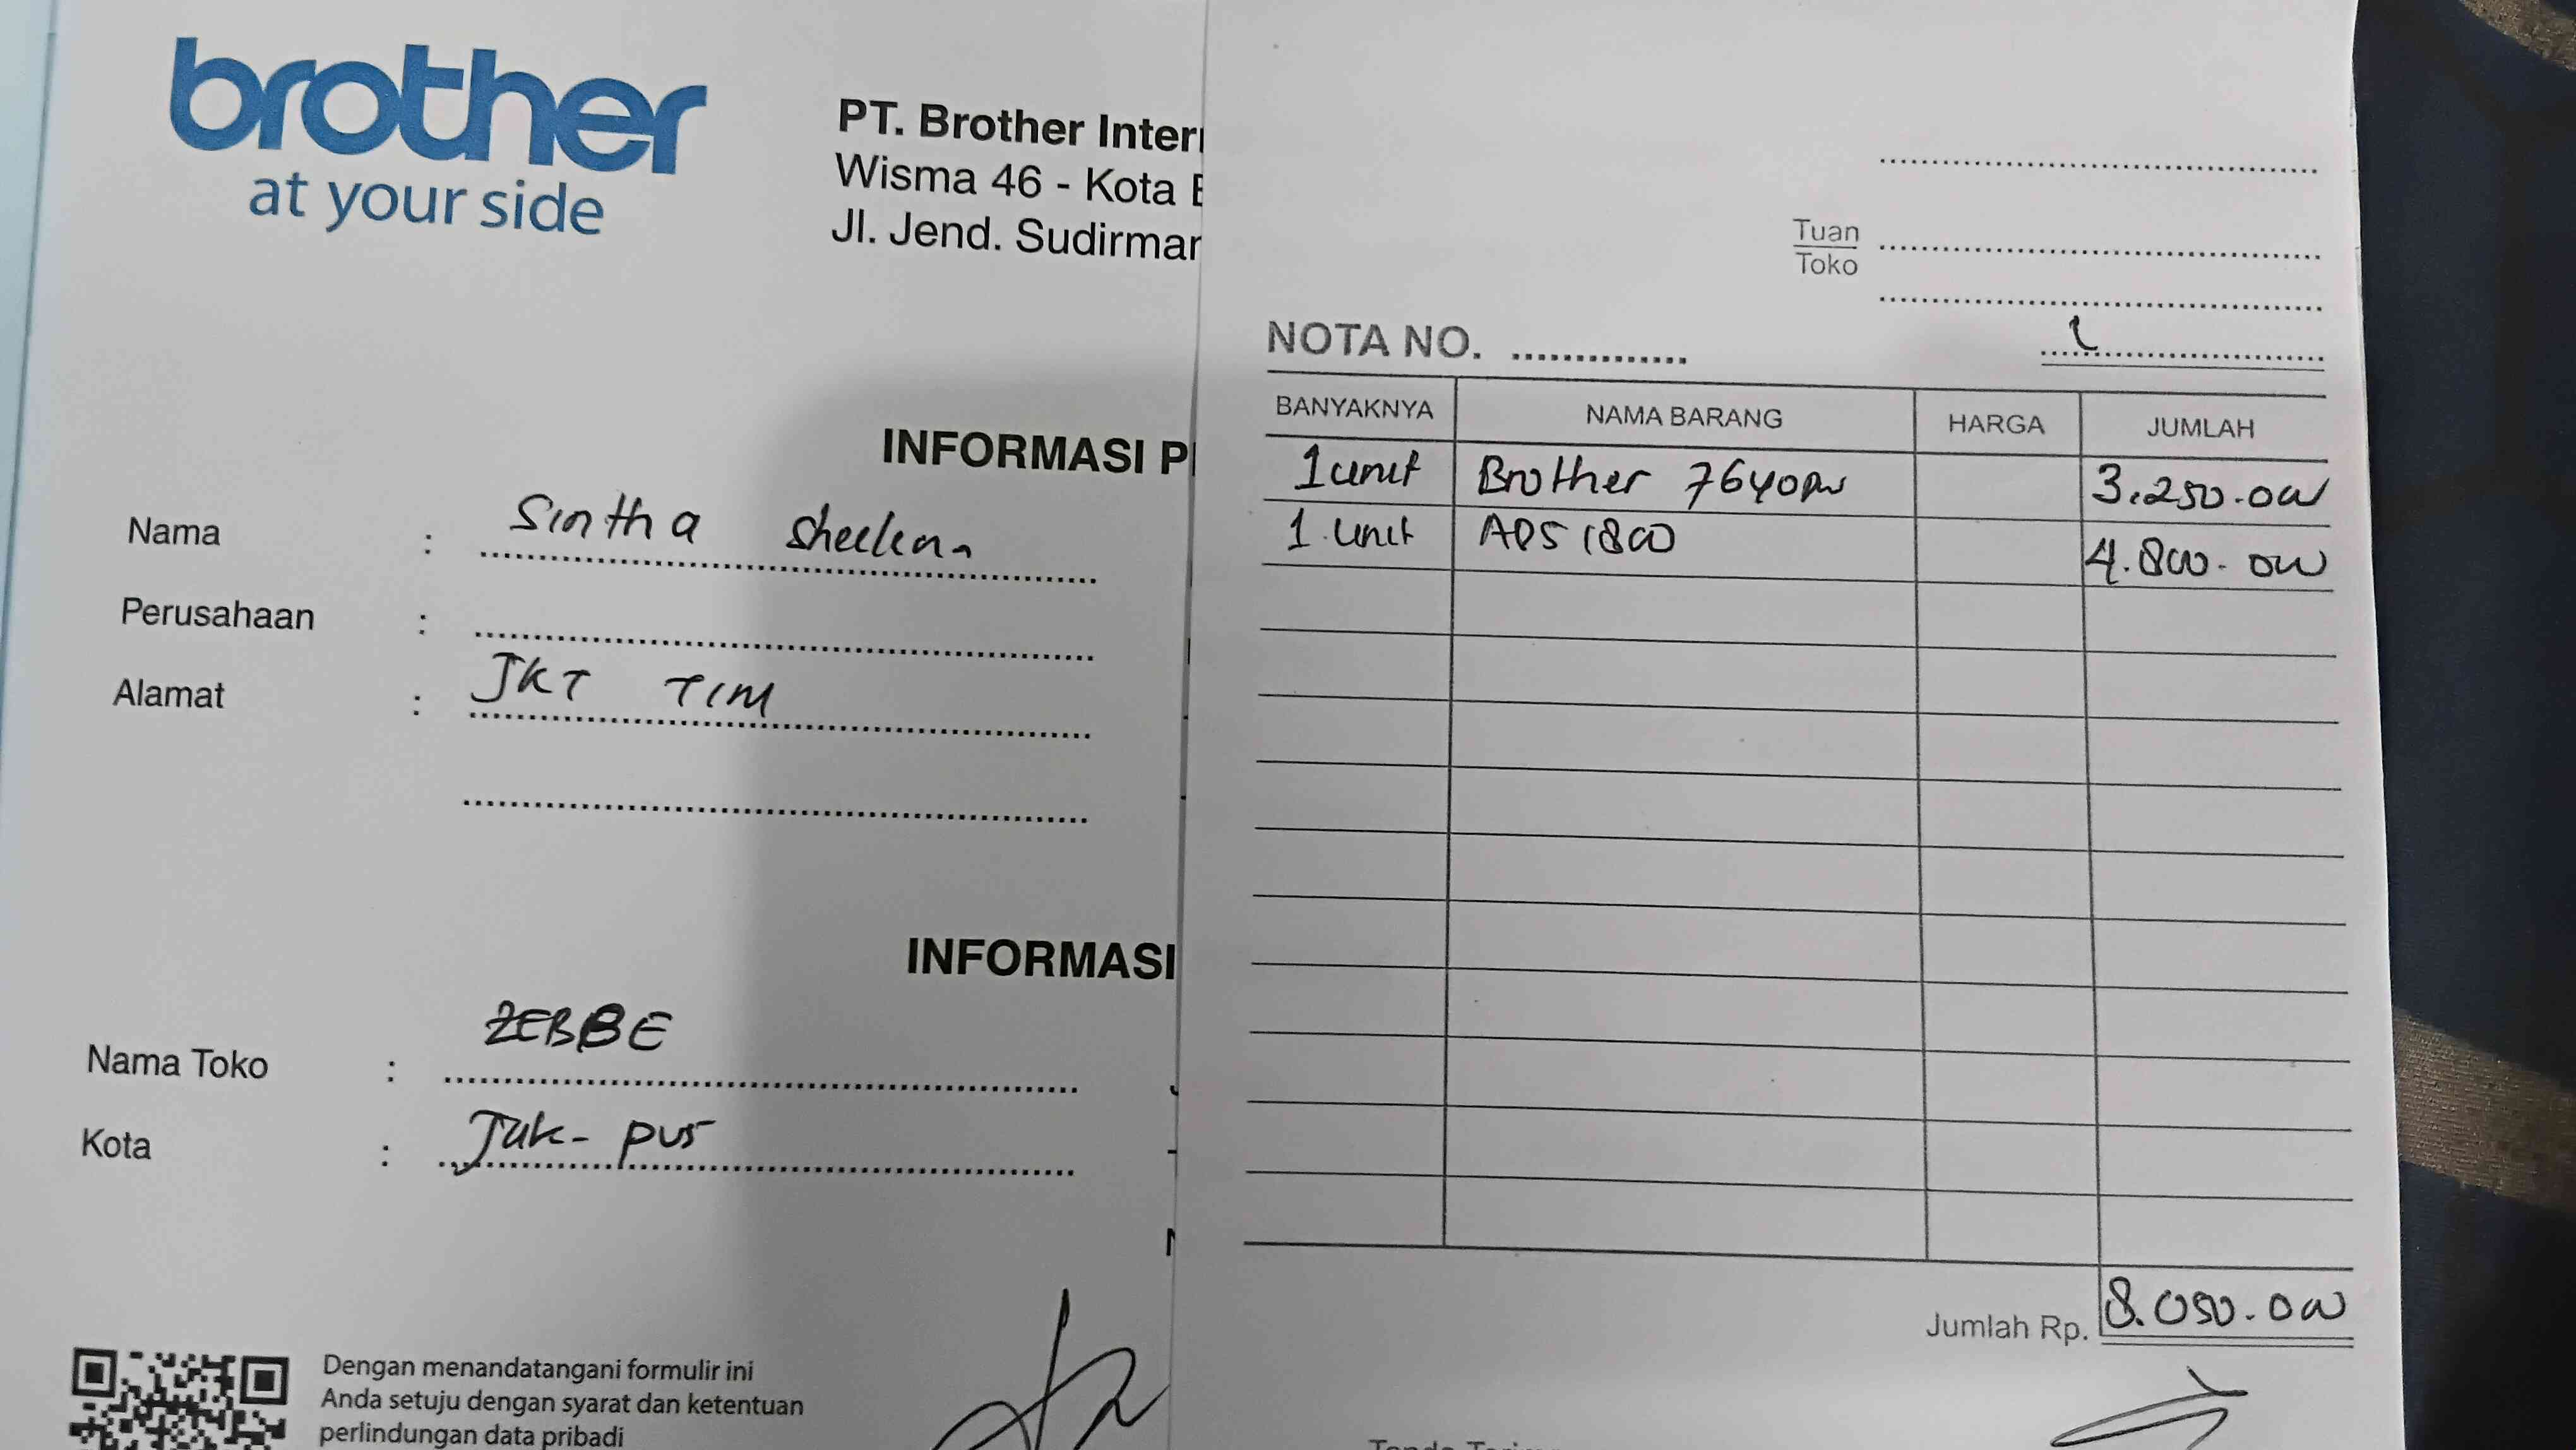 brother
at your side
PT. Brother Inter
Wisma 46 - Kota
Jl. Jend. Sudirman
INFORMASI
Nama : Sintha
Perusahaan :
Alamat : JKT TIM
INFORMASI
Nama Toko : ZEBBE
Kota : Jak-pus
Dengan menandatangani formulir ini
Anda setuju dengan syarat dan ketentuan
perlindungan data pribadi
Tuan
Toko
NOTA NO.
BANYAKNYA NAMA BARANG HARGA JUMLAH
1 unit Brother 7640DW 3.250.000
1 unit ADS 1800 4.800.000
Jumlah Rp. 8.050.000